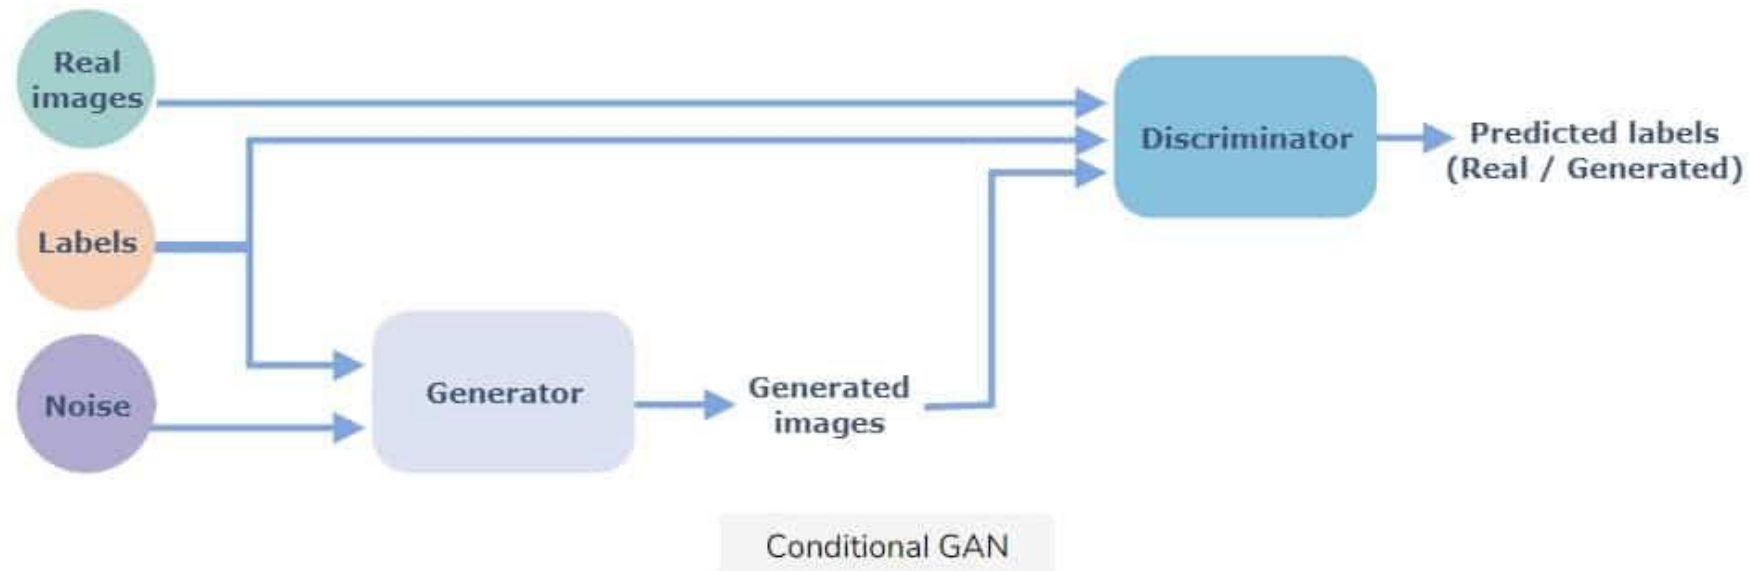 Real
images
Labels
Noise
Generator
Generated
images
Discriminator
Predicted labels
(Real / Generated)
Conditional GAN